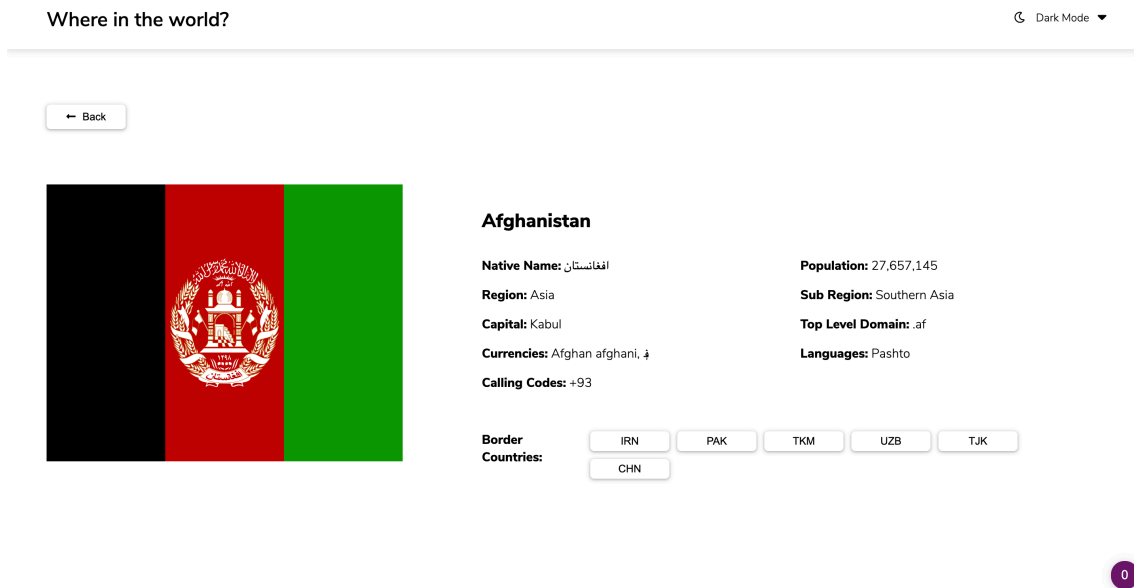 Where in the world?
Dark Mode
← Back
Afghanistan
Native Name: افغانستان
Population: 27,657,145
Region: Asia
Sub Region: Southern Asia
Capital: Kabul
Top Level Domain: .af
Currencies: Afghan afghani, ؋
Languages: Pashto
Calling Codes: +93
Border
Countries:
IRN PAK TKM UZB TJK
CHN
١٢٩٨
افغانستان
0